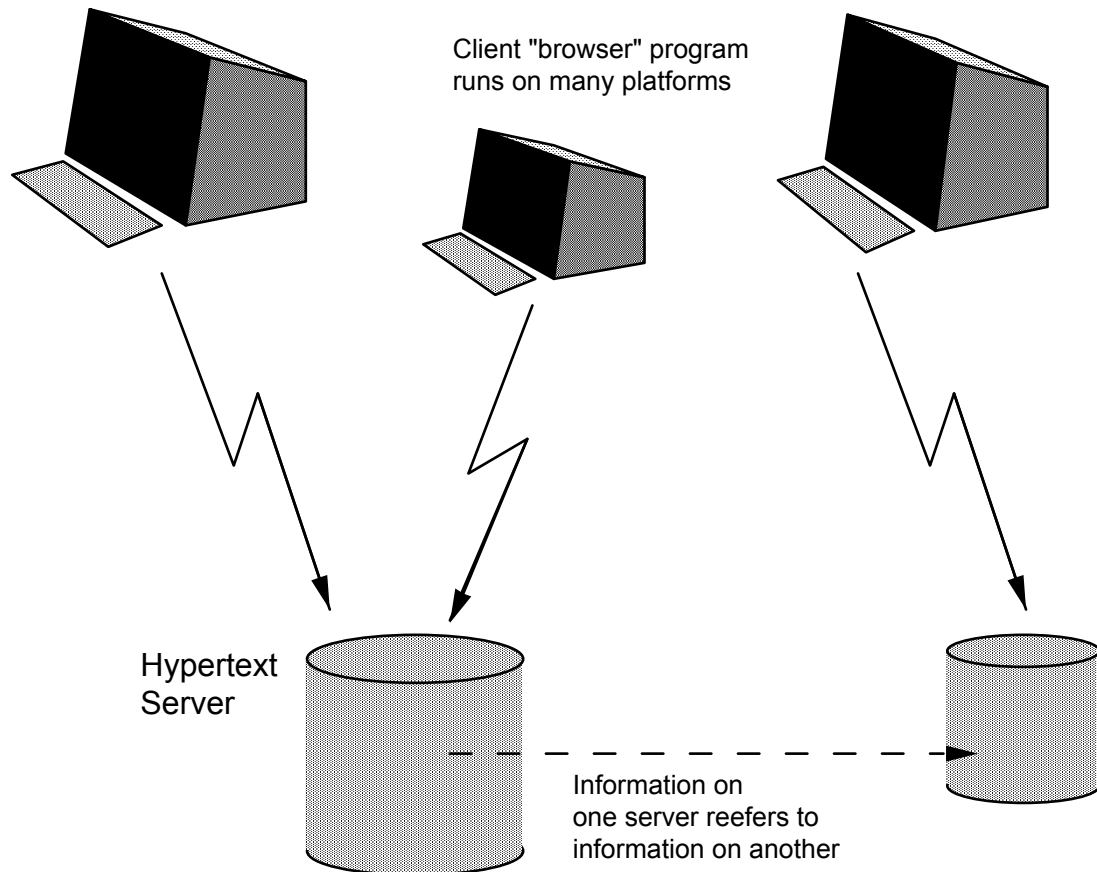 Client "browser" program
runs on many platforms
Hypertext
Server
Information on
one server reefers to
information on another